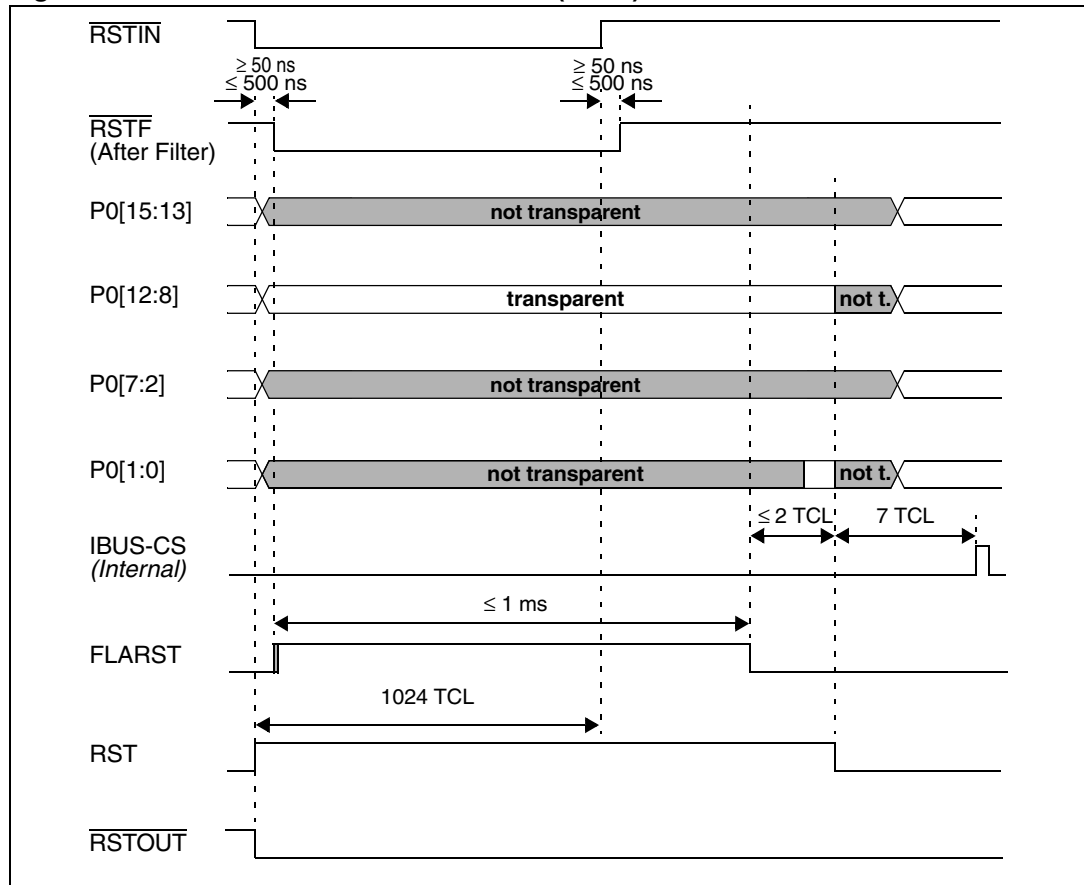 RSTIN
≥ 50 ns
≤ 500 ns
≥ 50 ns
≤ 500 ns
RSTF
(After Filter)
P0[15:13]
not transparent
P0[12:8]
transparent
not t.
P0[7:2]
not transparent
P0[1:0]
not transparent
not t.
≤ 2 TCL
7 TCL
IBUS-CS
(Internal)
≤ 1 ms
FLARST
1024 TCL
RST
RSTOUT